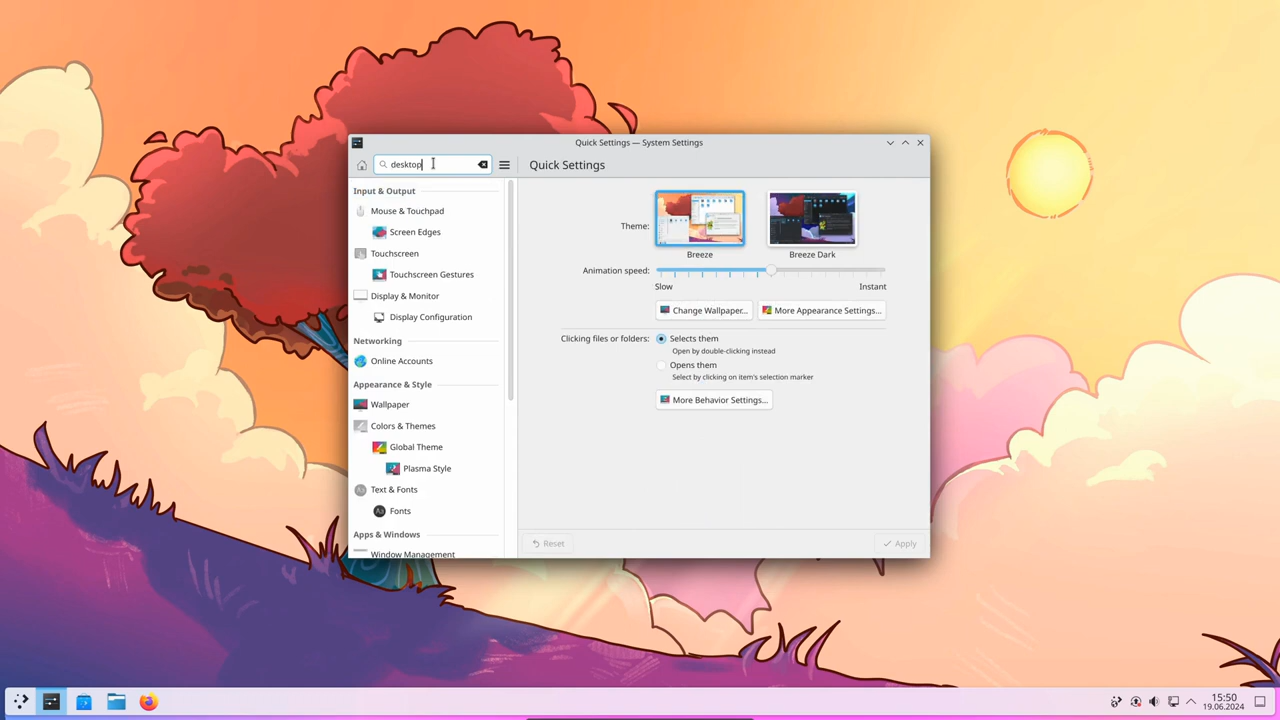 Quick Settings — System Settings
desktop
Quick Settings
Input & Output
Mouse & Touchpad
Screen Edges
Touchscreen
Touchscreen Gestures
Display & Monitor
Display Configuration
Networking
Online Accounts
Appearance & Style
Wallpaper
Colors & Themes
Global Theme
Plasma Style
Text & Fonts
Fonts
Apps & Windows
Window Management
Theme:
Breeze
Breeze Dark
Animation speed:
Slow
Instant
Change Wallpaper...
More Appearance Settings...
Clicking files or folders:
Selects them
Open by double-clicking instead
Opens them
Select by clicking on item's selection marker
More Behavior Settings...
Reset
Apply
15:50
19.06.2024